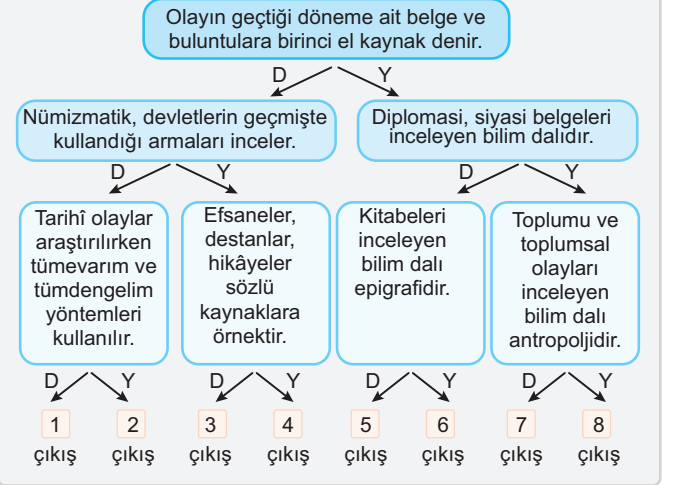 Olayın geçtiği döneme ait belge ve
buluntulara birinci el kaynak denir.
D Y
Nümizmatik, devletlerin geçmişte
kullandığı armaları inceler.
Diplomasi, siyasi belgeleri
inceleyen bilim dalıdır.
D Y D Y
Tarihî olaylar
araştırılırken
tümevarım ve
tümdengelim
yöntemleri
kullanılır.
Efsaneler,
destanlar,
hikâyeler
sözlü
kaynaklara
örnektir.
Kitabeleri
inceleyen
bilim dalı
epigrafidir.
Toplumu ve
toplumsal
olayları
inceleyen
bilim dalı
antropoljidir.
D Y D Y D Y D Y
1 2 3 4 5 6 7 8
çıkış çıkış çıkış çıkış çıkış çıkış çıkış çıkış